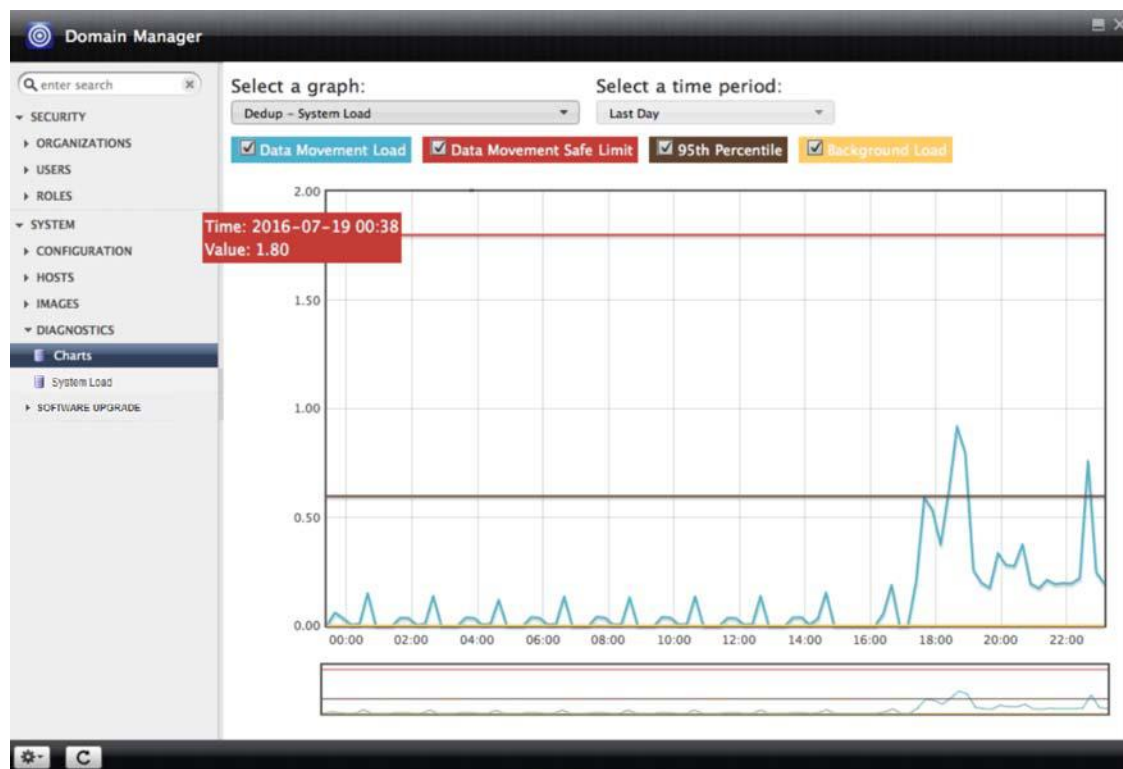 Domain Manager
enter search
SECURITY
ORGANIZATIONS
USERS
ROLES
SYSTEM
CONFIGURATION
HOSTS
IMAGES
DIAGNOSTICS
Charts
System Load
SOFTWARE UPGRADE
Select a graph:
Select a time period:
Dedup - System Load
Last Day
Data Movement Load
Data Movement Safe Limit
95th Percentile
Background Load
Time: 2016-07-19 00:38
Value: 1.80
2.00
1.50
1.00
0.50
0.00
00:00 02:00 04:00 06:00 08:00 10:00 12:00 14:00 16:00 18:00 20:00 22:00